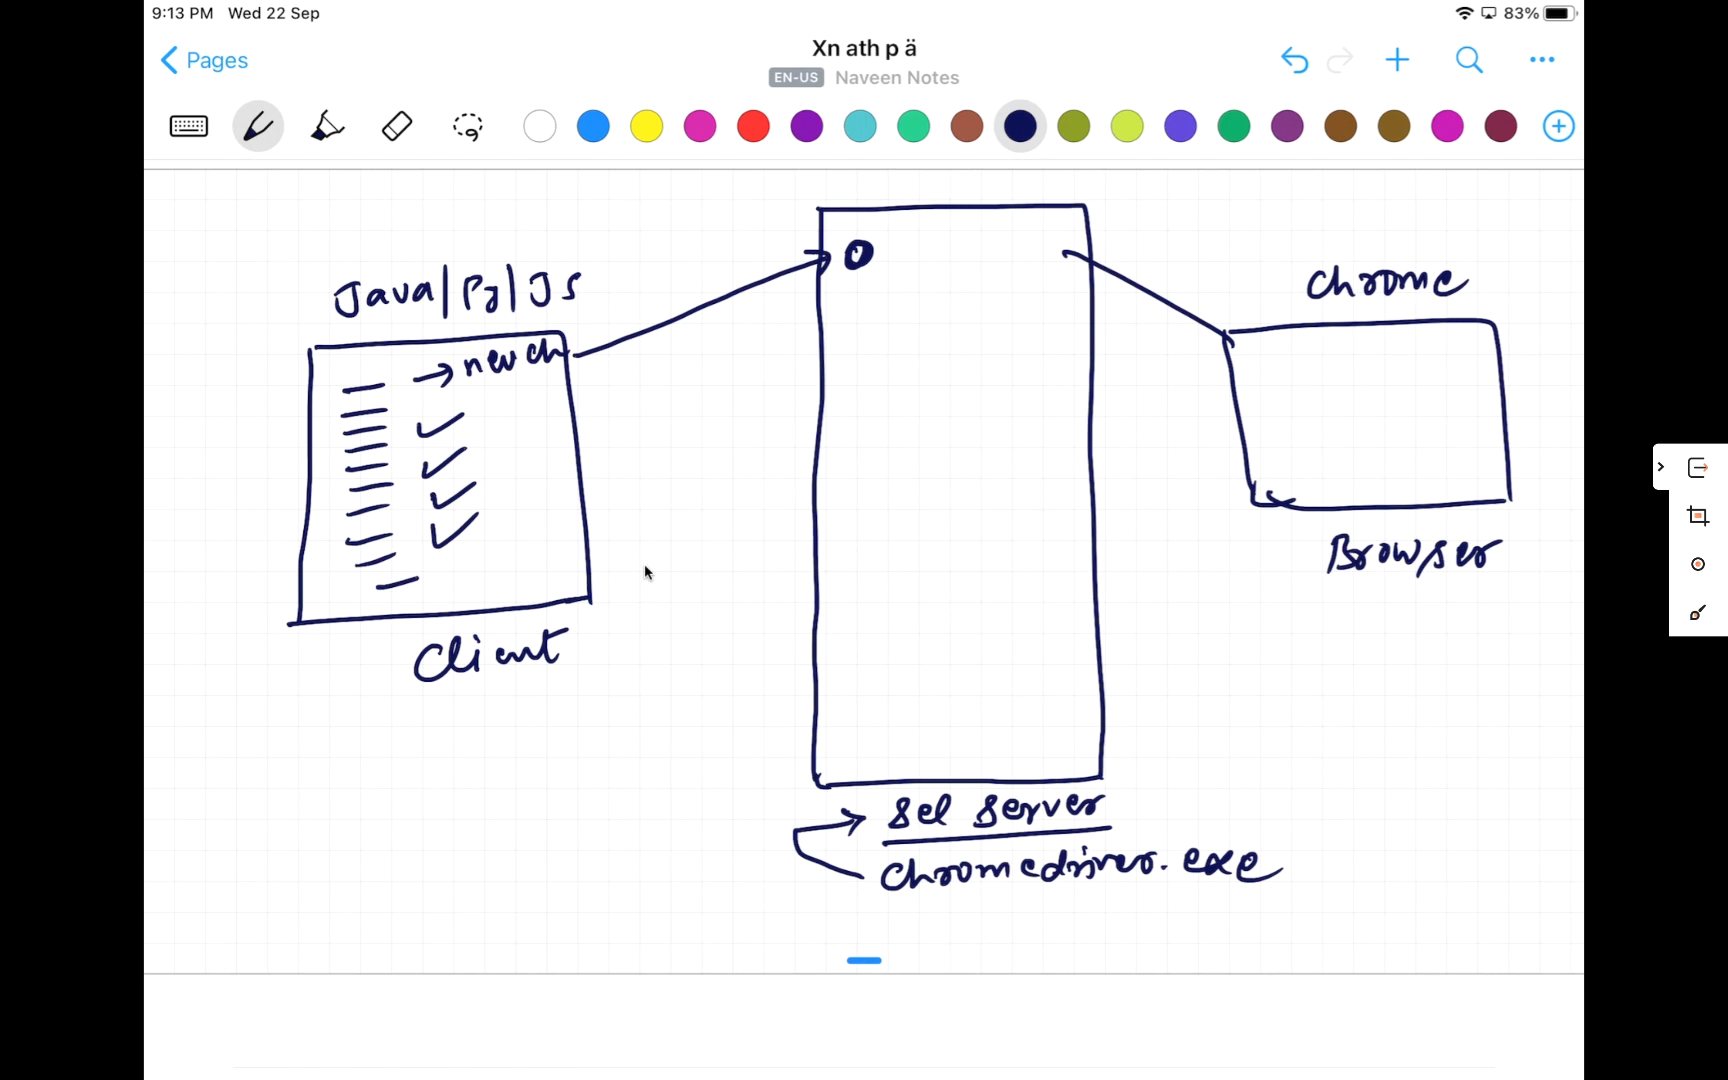 9:13 PM Wed 22 Sep
83%
Pages
Xn ath p ä
EN-US Naveen Notes
Java|Py|JS
→ new ch
Client
Chrome
Browser
Sel Server
chromedriver.exe